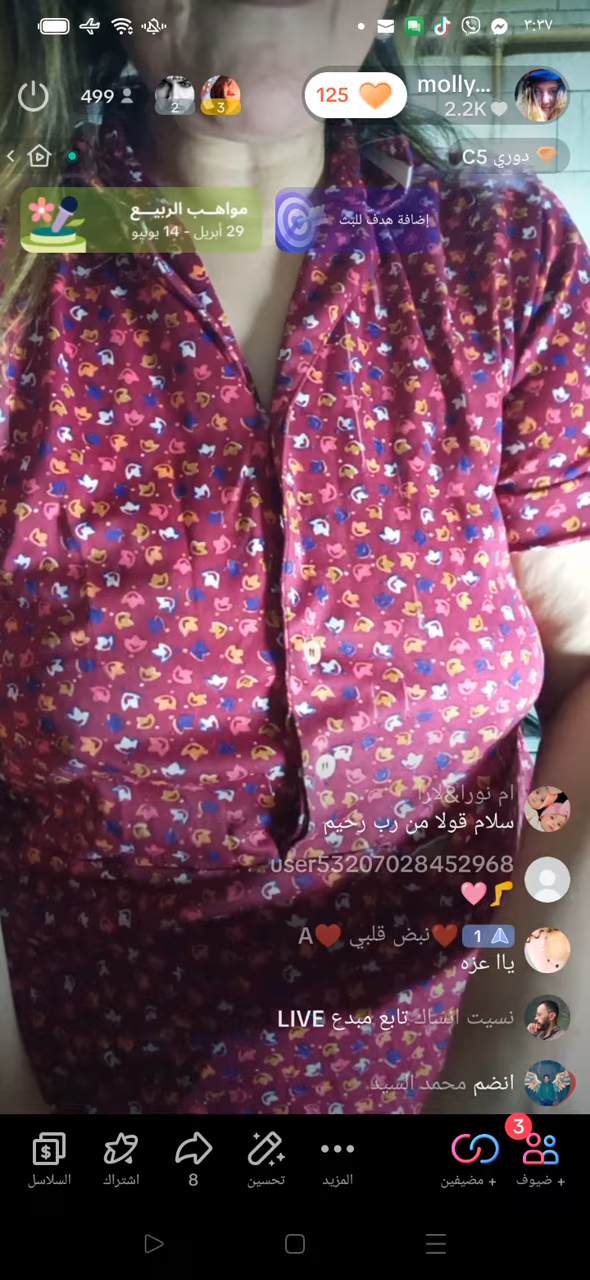 ٣:٣٧
499
2
3
125
molly...
2.2K
دوري C5
إضافة هدف للبث
مواهب الربيع
29 أبريل - 14 يونيو
ام نورا&لارا
سلام قولا من رب رحيم
user53207028452968
1 ❤️نبض قلبي ❤️A
ياا عزه
نسيت انساك تابع مبدع LIVE
انضم محمد السيد
3
+ ضيوف
+ مضيفين
المزيد
تحسين
8
اشتراك
السلاسل